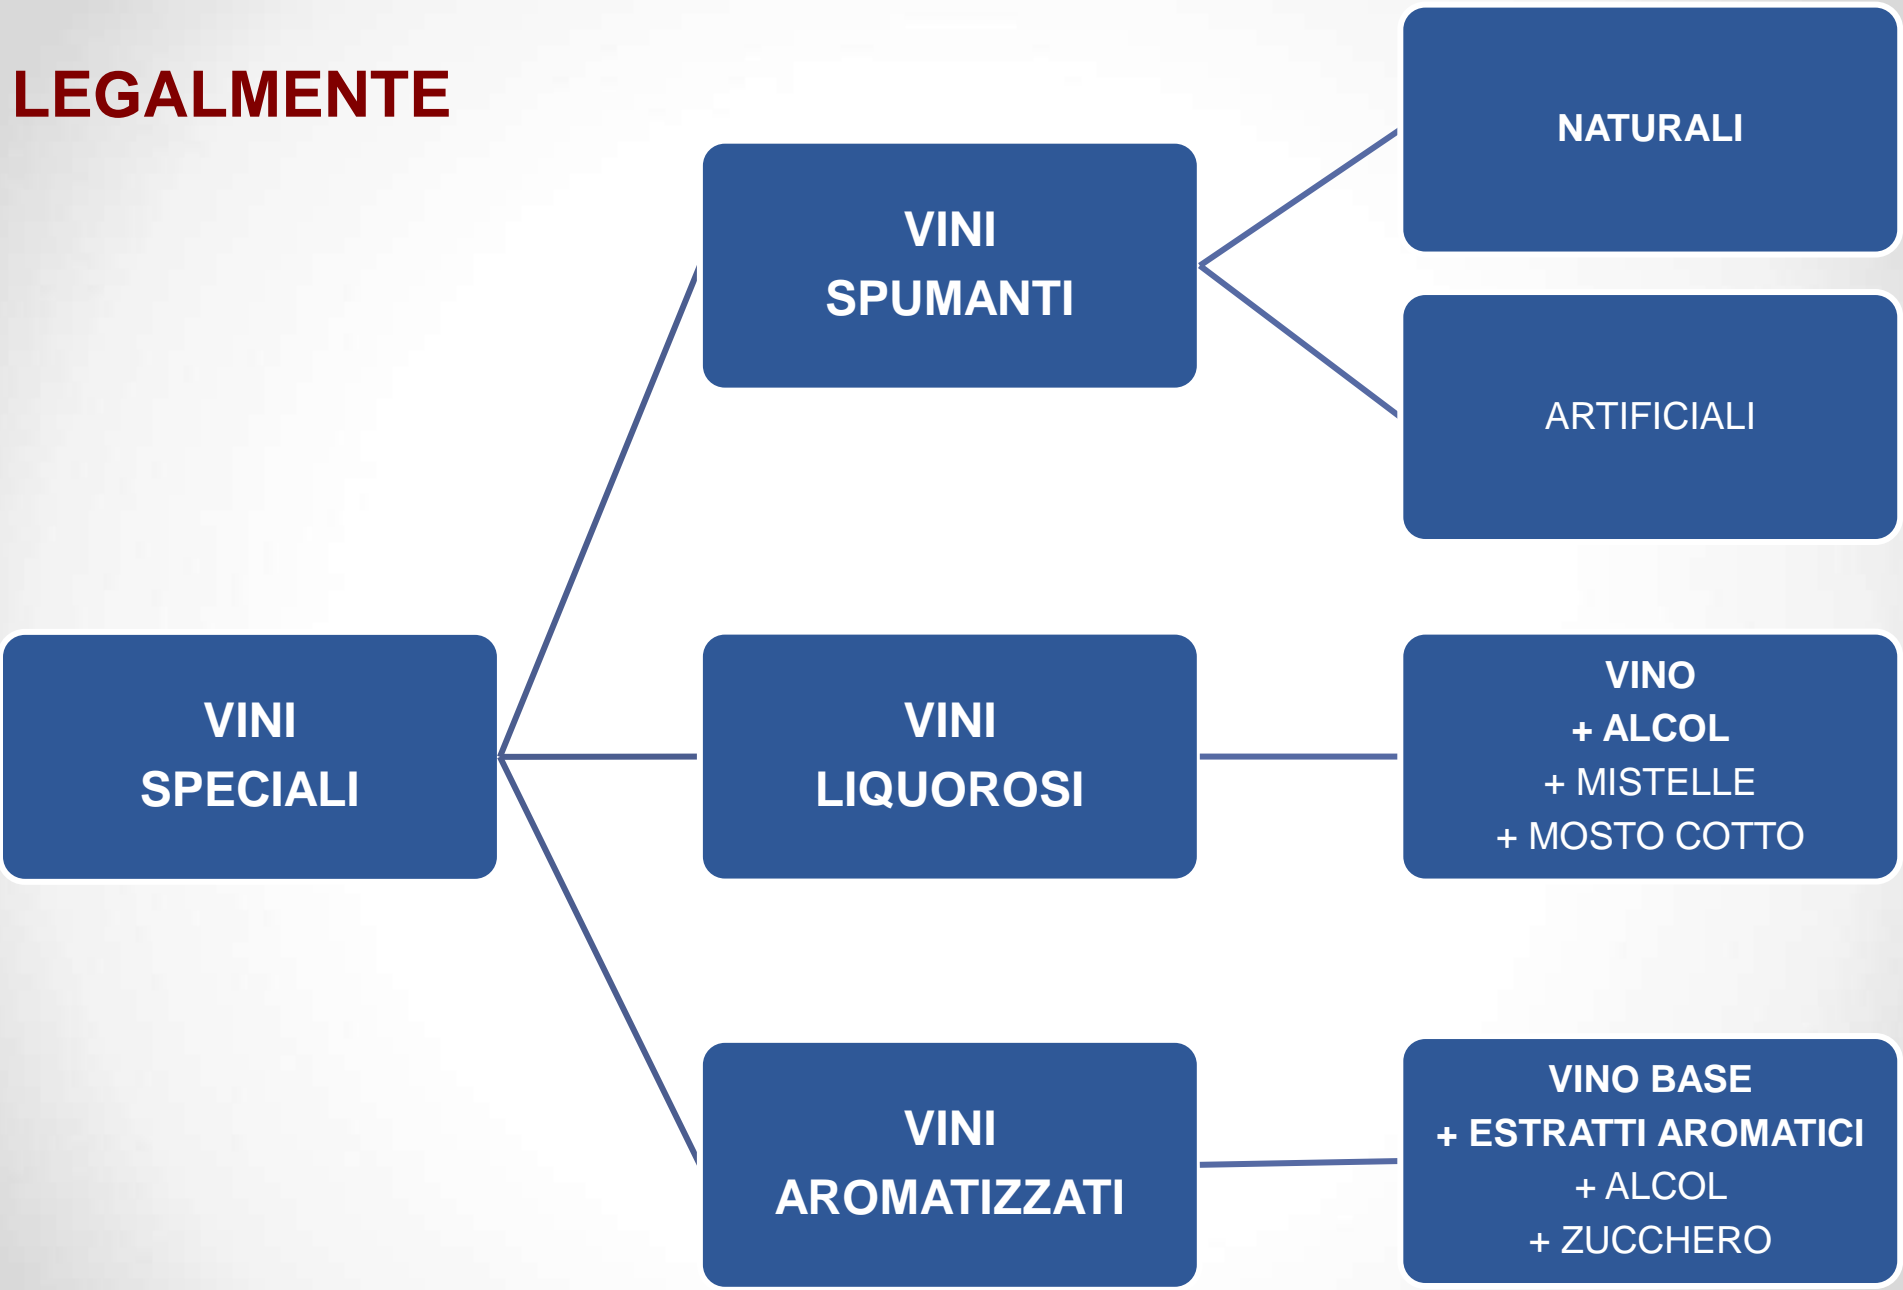 LEGALMENTE
VINI
SPECIALI
VINI
SPUMANTI
NATURALI
ARTIFICIALI
VINI
LIQUOROSI
VINO
+ ALCOL
+ MISTELLE
+ MOSTO COTTO
VINI
AROMATIZZATI
VINO BASE
+ ESTRATTI AROMATICI
+ ALCOL
+ ZUCCHERO